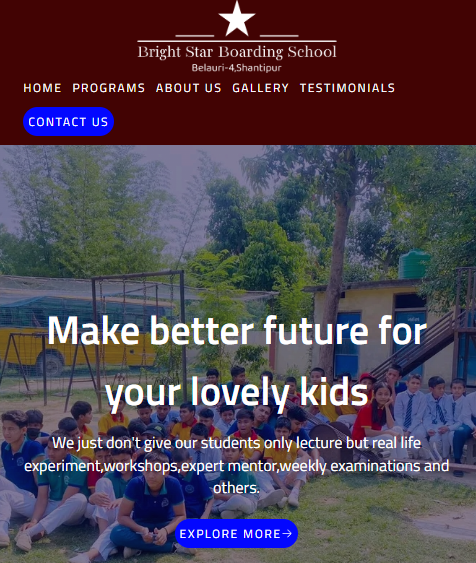 Bright Star Boarding School
Belauri-4,Shantipur
HOME PROGRAMS ABOUT US GALLERY TESTIMONIALS
CONTACT US
Make better future for
your lovely kids
We just don't give our students only lecture but real life
experiment,workshops,expert mentor,weekly examinations and
others.
EXPLORE MORE→